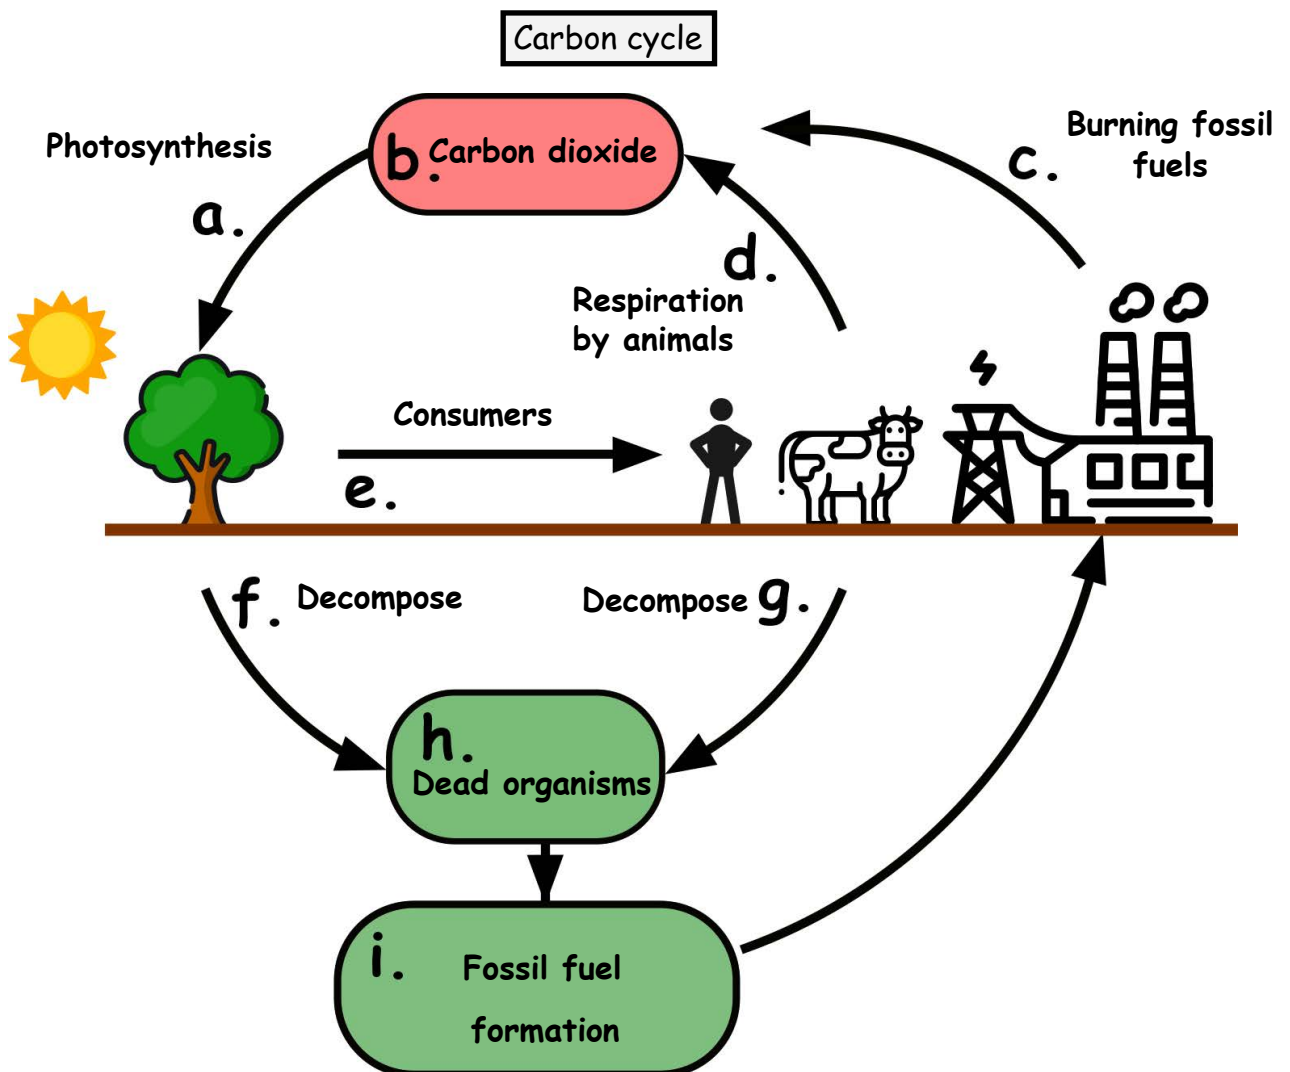 Carbon cycle
Photosynthesis
a.
b. Carbon dioxide
c.
Burning fossil
fuels
d.
Respiration
by animals
Consumers
e.
f. Decompose
Decompose g.
h.
Dead organisms
i. Fossil fuel
formation